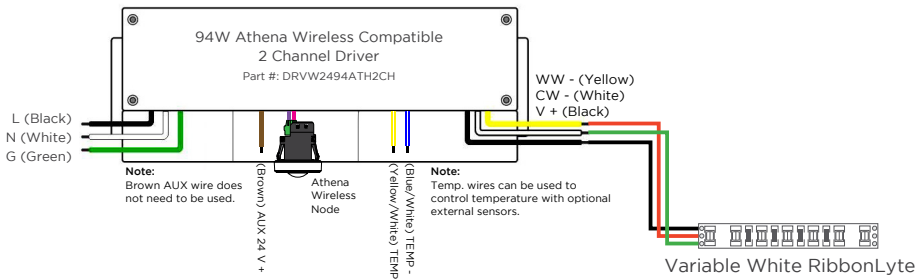 94W Athena Wireless Compatible
2 Channel Driver
Part #: DRVW2494ATH2CH
L (Black)
N (White)
G (Green)
WW - (Yellow)
CW - (White)
V + (Black)
Note:
Brown AUX wire does
not need to be used.
(Brown) AUX 24 V +
Athena
Wireless
Node
(Yellow/White) TEMP
(Blue/White) TEMP -
Note:
Temp. wires can be used to
control temperature with optional
external sensors.
Variable White RibbonLyte